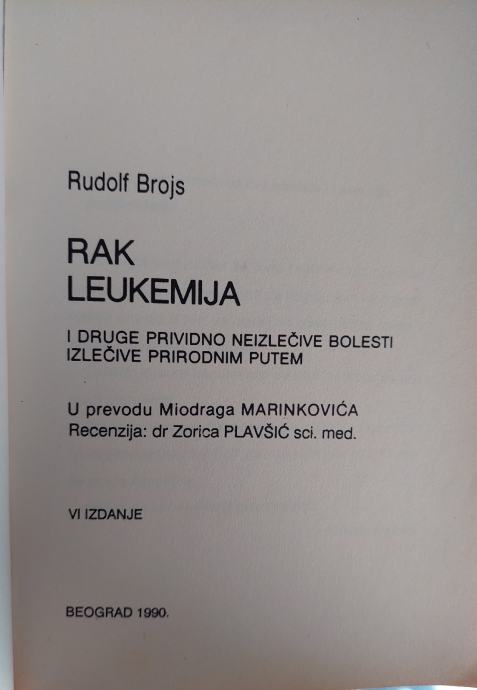 Rudolf Brojs
RAK
LEUKEMIJA
I DRUGE PRIVIDNO NEIZLEČIVE BOLESTI
IZLEČIVE PRIRODNIM PUTEM
U prevodu Miodraga MARINKOVIĆA
Recenzija: dr Zorica PLAVŠIĆ sci. med.
VI IZDANJE
BEOGRAD 1990.